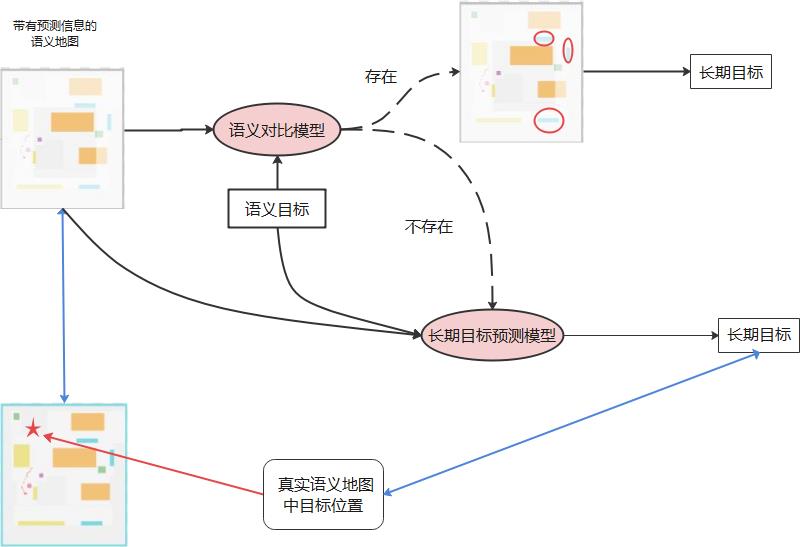 带有预测信息的
语义地图
存在
长期目标
语义对比模型
语义目标
不存在
长期目标预测模型
长期目标
真实语义地图
中目标位置